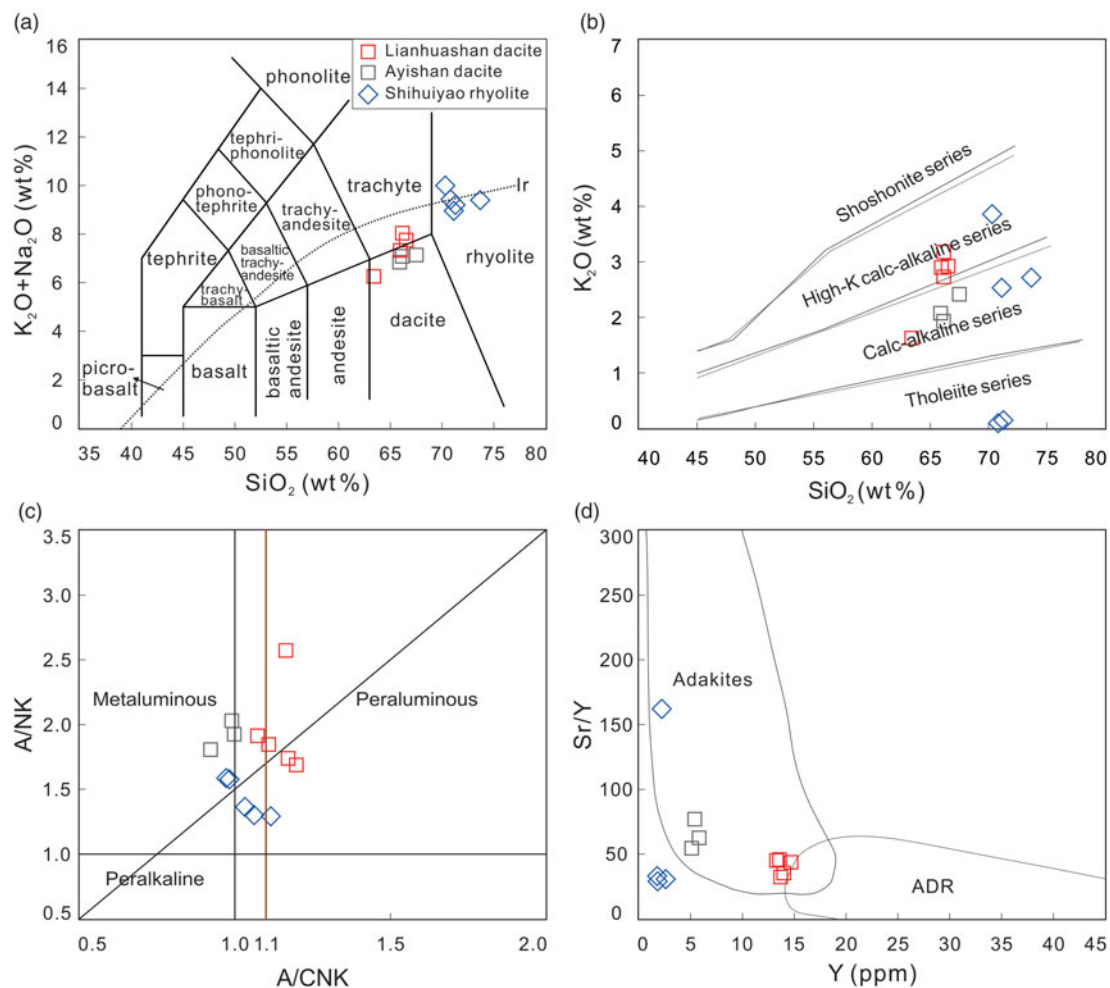 (a)
16
14
12
10
8
6
4
2
0
K₂O+Na₂O (wt %)
35
45
50
55
60
65
70
75
80
SiO₂ (wt %)
Lianhuashan dacite
Ayishan dacite
Shihuiyao rhyolite
phonolite
tephri-
phonolite
phono-
tephrite
tephrite
trachy-
andesite
basaltic
trachy-
andesite
trachy-
basalt
trachyte
Ir
rhyolite
dacite
andesite
basaltic
andesite
basalt
picro-
basalt
(b)
7
6
5
4
3
2
1
0
K₂O (wt %)
40
45
50
55
60
65
70
75
80
SiO₂ (wt %)
Shoshonite series
High-K calc-alkaline series
Calc-alkaline series
Tholeiite series
(c)
3.5
3.0
2.5
2.0
1.5
1.0
0.5
A/NK
0.5
1.0
1.1
1.5
2.0
A/CNK
Metaluminous
Peraluminous
Peralkaline
(d)
300
250
200
150
100
50
0
Sr/Y
0
5
10
15
20
25
30
35
40
45
Y (ppm)
Adakites
ADR